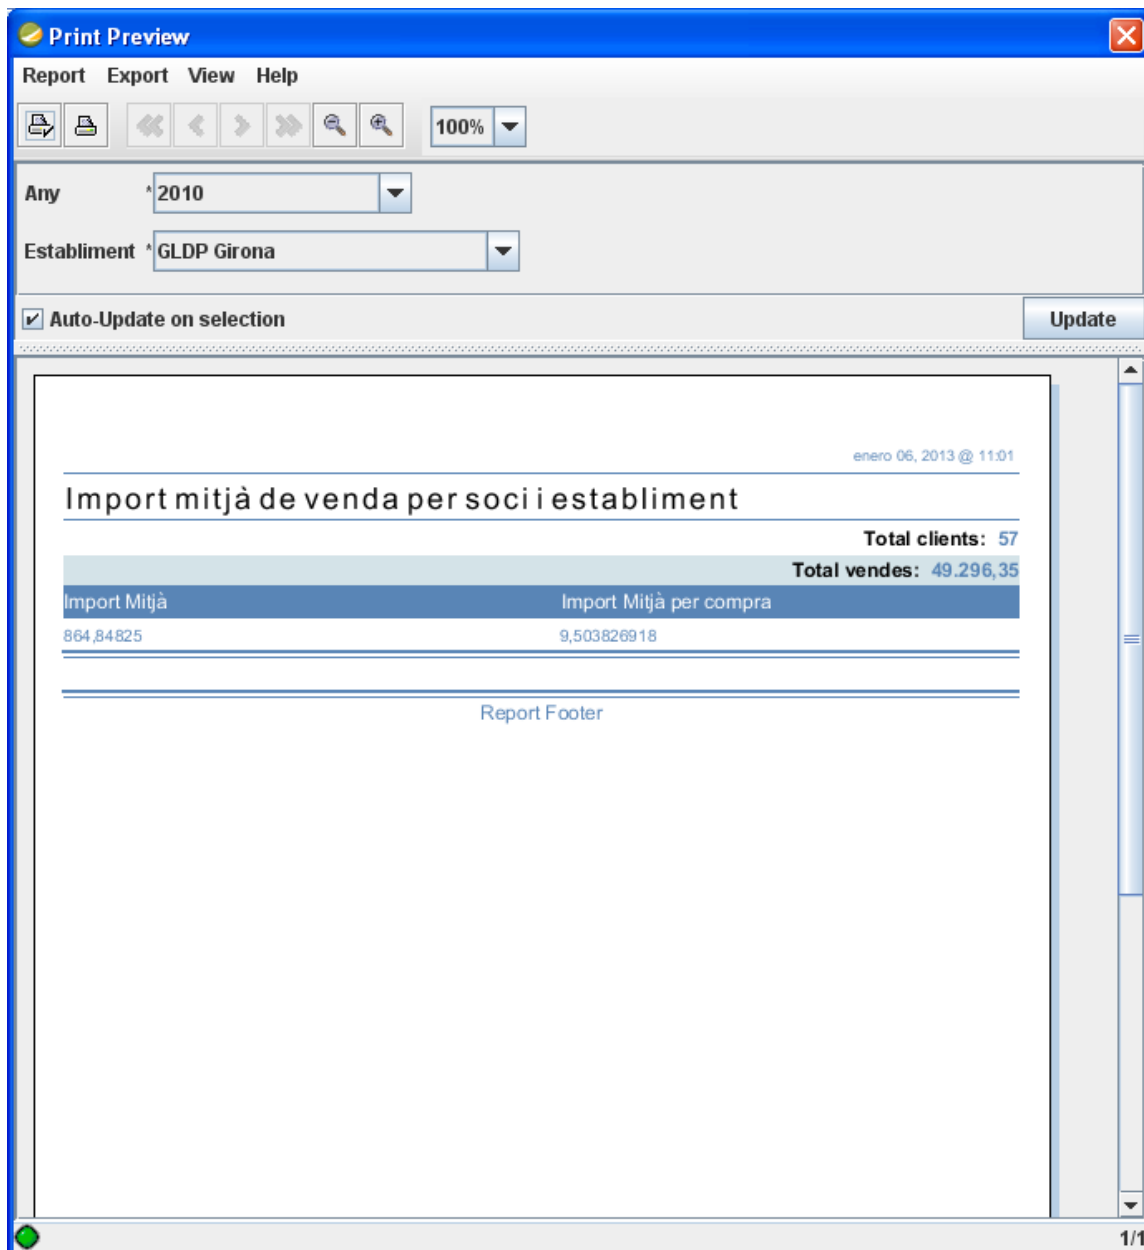 Print Preview
Report Export View Help
100%
Any *2010
Establiment *GLDP Girona
Auto-Update on selection Update
enero 06, 2013 @ 11:01
Import mitjà de venda per soci i establiment
Total clients: 57
Total vendes: 49.296,35
Import Mitjà Import Mitjà per compra
864,84825 9,503826918
Report Footer
1/1